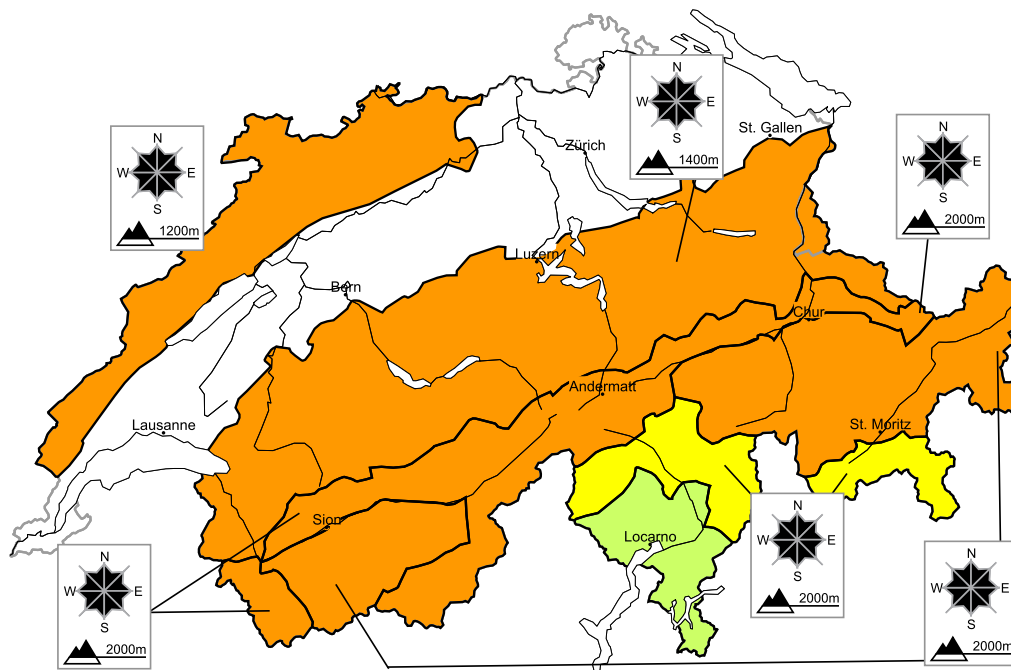 N
W E
S
1400m
St. Gallen
Zürich
N
W E
S
1200m
N
W E
S
2000m
Luzern
Bern
Chur
Andermatt
St. Moritz
Lausanne
Sion
Locarno
N
W E
S
2000m
N
W E
S
2000m
N
W E
S
2000m